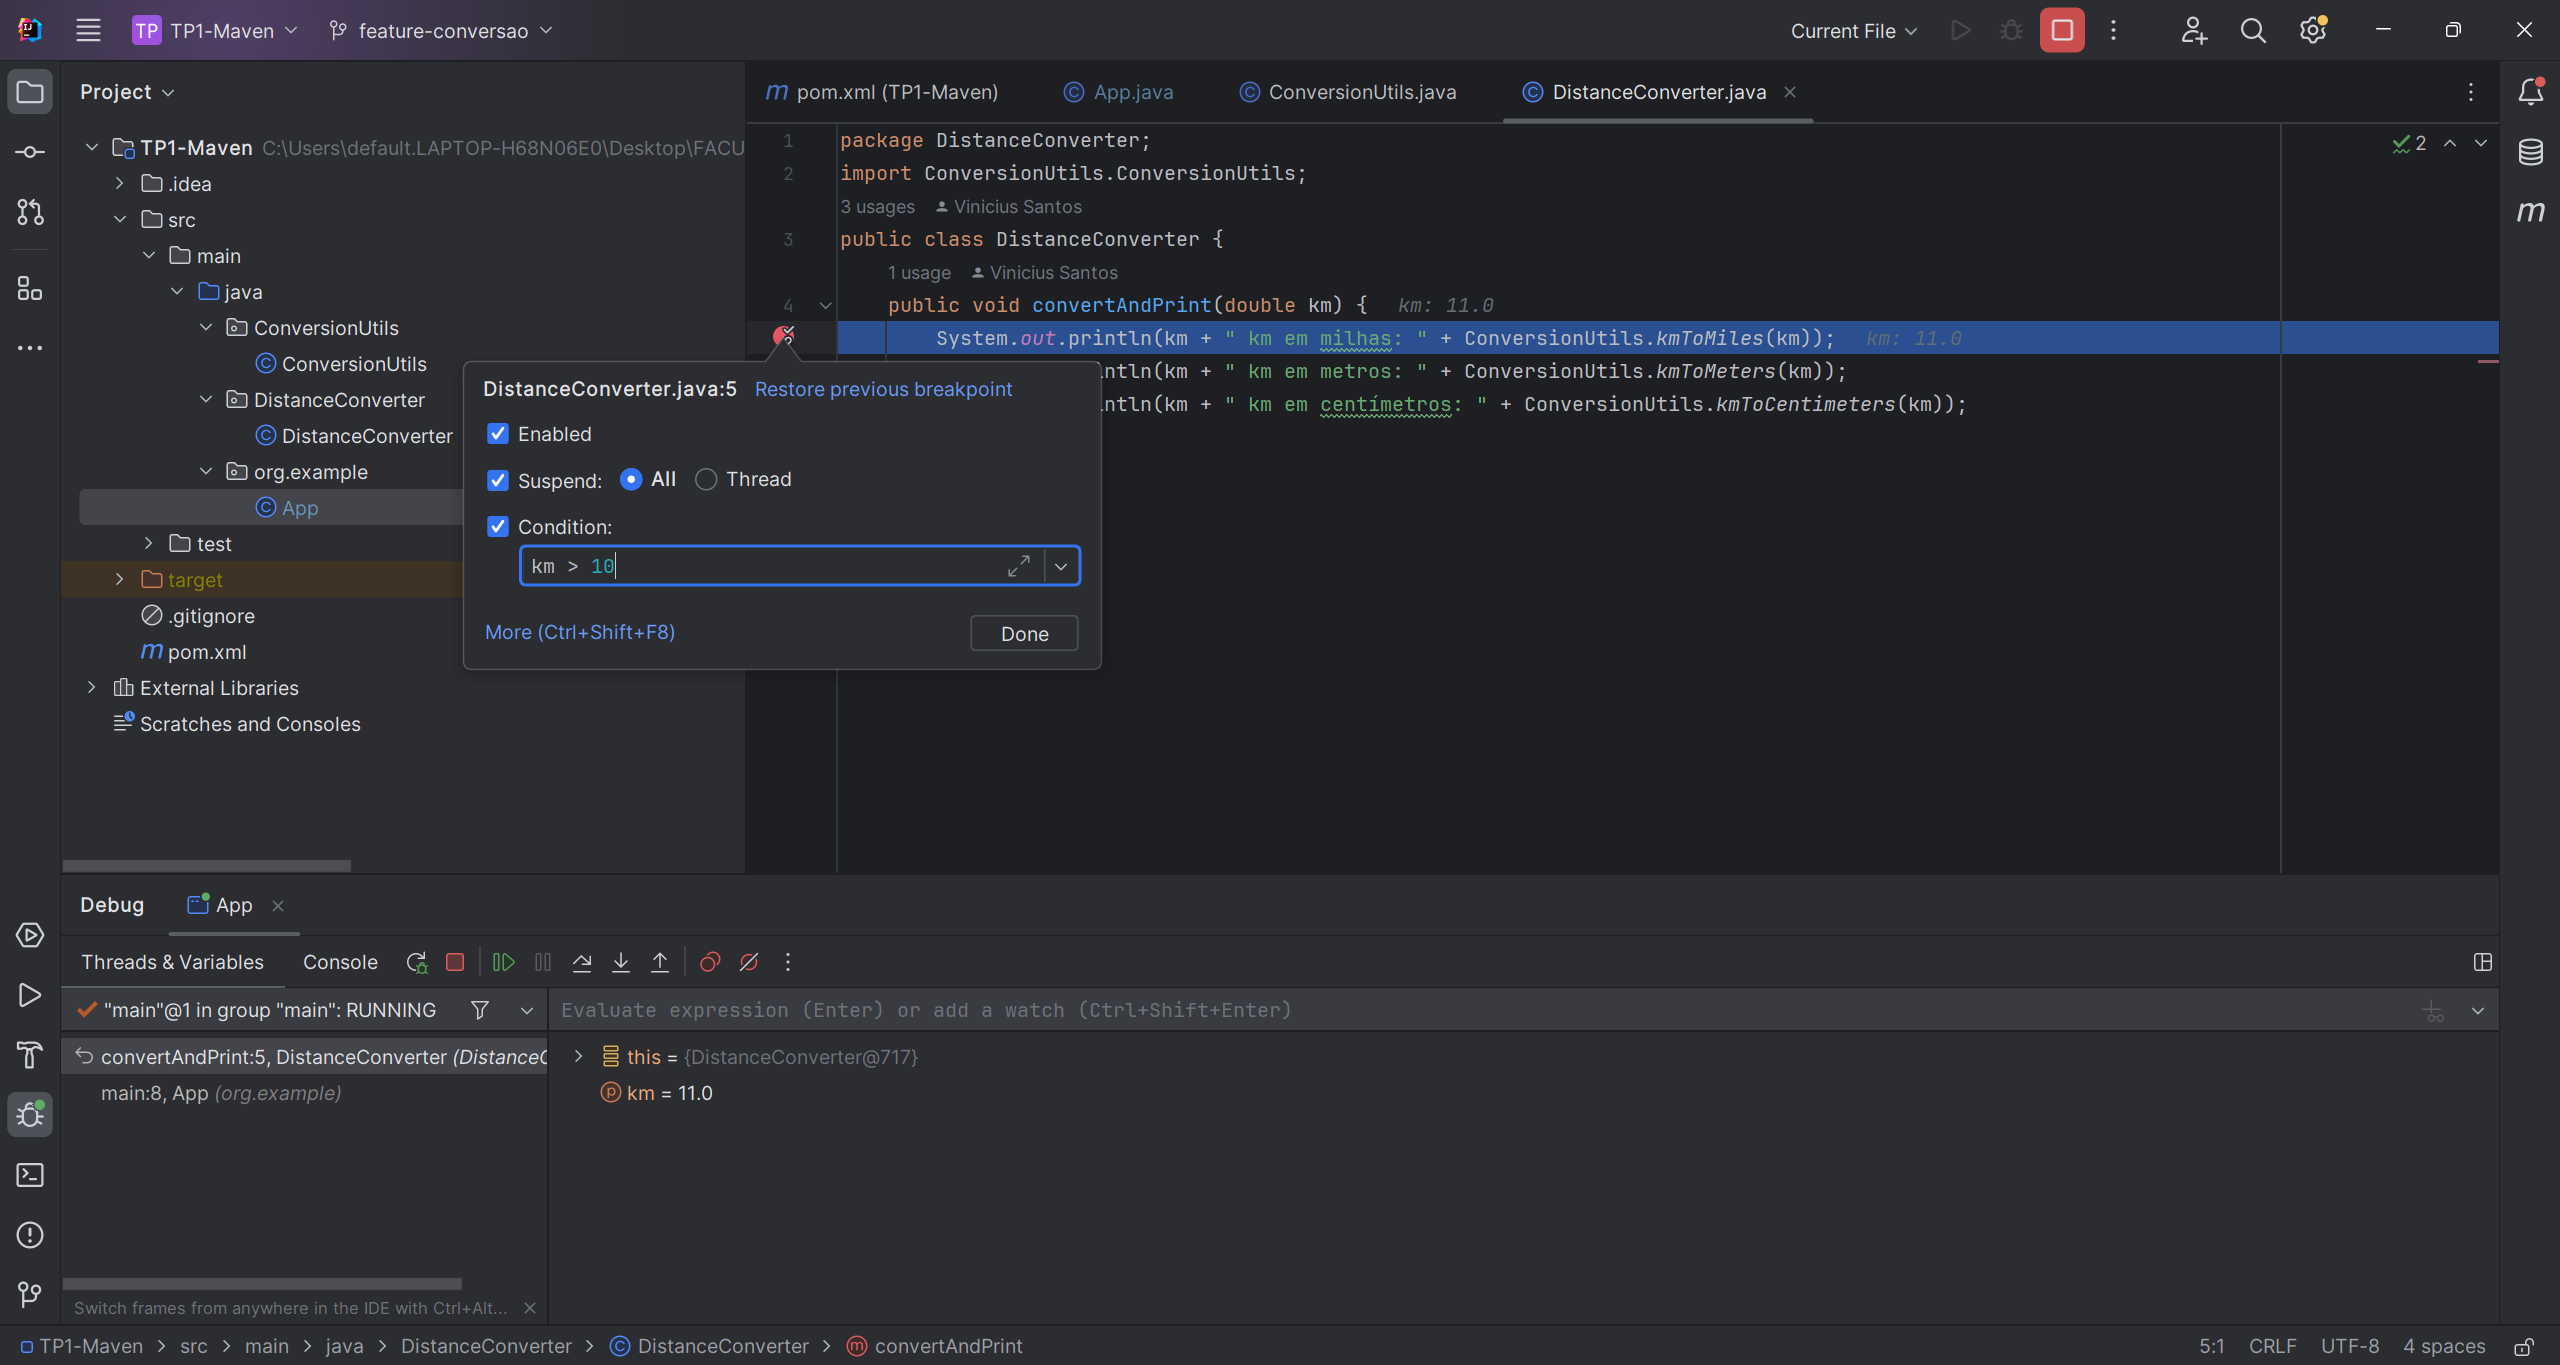 TP TP1-Maven feature-conversao Current File
Project
TP1-Maven C:\Users\default.LAPTOP-H68N06E0\Desktop\FACU
.idea
src
main
java
ConversionUtils
ConversionUtils
DistanceConverter
DistanceConverter
org.example
App
test
target
.gitignore
pom.xml
External Libraries
Scratches and Consoles
pom.xml (TP1-Maven) App.java ConversionUtils.java DistanceConverter.java
2
1 package DistanceConverter;
2 import ConversionUtils.ConversionUtils;
3 usages Vinicius Santos
3 public class DistanceConverter {
1 usage Vinicius Santos
4 public void convertAndPrint(double km) { km: 11.0
System.out.println(km + " km em milhas: " + ConversionUtils.kmToMiles(km)); km: 11.0
ntln(km + " km em metros: " + ConversionUtils.kmToMeters(km));
ntln(km + " km em centímetros: " + ConversionUtils.kmToCentimeters(km));
DistanceConverter.java:5 Restore previous breakpoint
Enabled
Suspend: All Thread
Condition:
km > 10
More (Ctrl+Shift+F8) Done
Debug App
Threads & Variables Console
"main"@1 in group "main": RUNNING
Evaluate expression (Enter) or add a watch (Ctrl+Shift+Enter)
convertAndPrint:5, DistanceConverter (DistanceC
main:8, App (org.example)
this = {DistanceConverter@717}
km = 11.0
Switch frames from anywhere in the IDE with Ctrl+Alt...
TP1-Maven > src > main > java > DistanceConverter > DistanceConverter > convertAndPrint
5:1 CRLF UTF-8 4 spaces